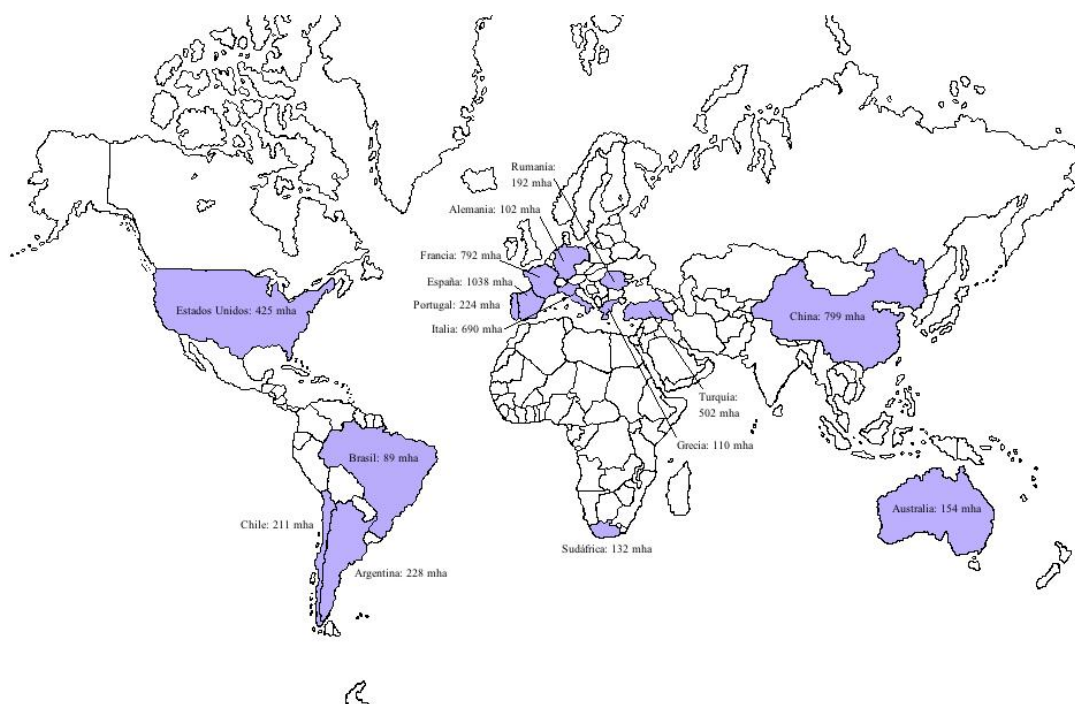 Rumanía:
192 mha
Alemania: 102 mha
Francia: 792 mha
España: 1038 mha
Portugal: 224 mha
Italia: 690 mha
Estados Unidos: 425 mha
China: 799 mha
Turquía:
502 mha
Grecia: 110 mha
Brasil: 89 mha
Australia: 154 mha
Chile: 211 mha
Sudáfrica: 132 mha
Argentina: 228 mha